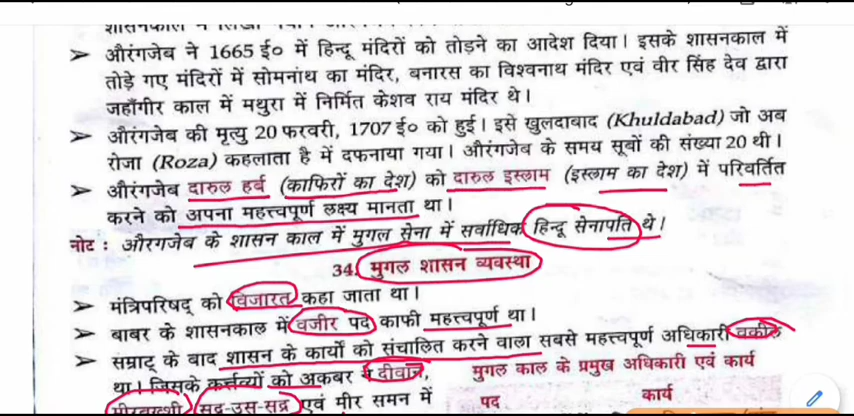 ➤ औरंगजेब ने 1665 ई० में हिन्दू मंदिरों को तोड़ने का आदेश दिया। इसके शासनकाल में
तोड़े गए मंदिरों में सोमनाथ का मंदिर, बनारस का विश्वनाथ मंदिर एवं वीर सिंह देव द्वारा
जहाँगीर काल में मथुरा में निर्मित केशव राय मंदिर थे।
➤ औरंगजेब की मृत्यु 20 फरवरी, 1707 ई० को हुई। इसे खुलदाबाद (Khuldabad) जो अब
रोजा (Roza) कहलाता है में दफनाया गया। औरंगजेब के समय सूबों की संख्या 20 थी।
➤ औरंगजेब दारुल हर्ब (काफिरों का देश) को दारुल इस्लाम (इस्लाम का देश) में परिवर्तित
करने को अपना महत्त्वपूर्ण लक्ष्य मानता था।
नोट : औरगजेब के शासन काल में मुगल सेना में सर्वाधिक हिन्दू सेनापति थे।
34. मुगल शासन व्यवस्था
➤ मंत्रिपरिषद् को विजारत कहा जाता था।
➤ बाबर के शासनकाल में वजीर पद काफी महत्त्वपूर्ण था।
➤ सम्राट् के बाद शासन के कार्यों को संचालित करने वाला सबसे महत्त्वपूर्ण अधिकारी वकील
था। जिसके कर्त्तव्यों को अकबर ने दीवान,
मीरबख्शी, सद्र-उस-सद्र एवं मीर समन में
मुगल काल के प्रमुख अधिकारी एवं कार्य
पद कार्य